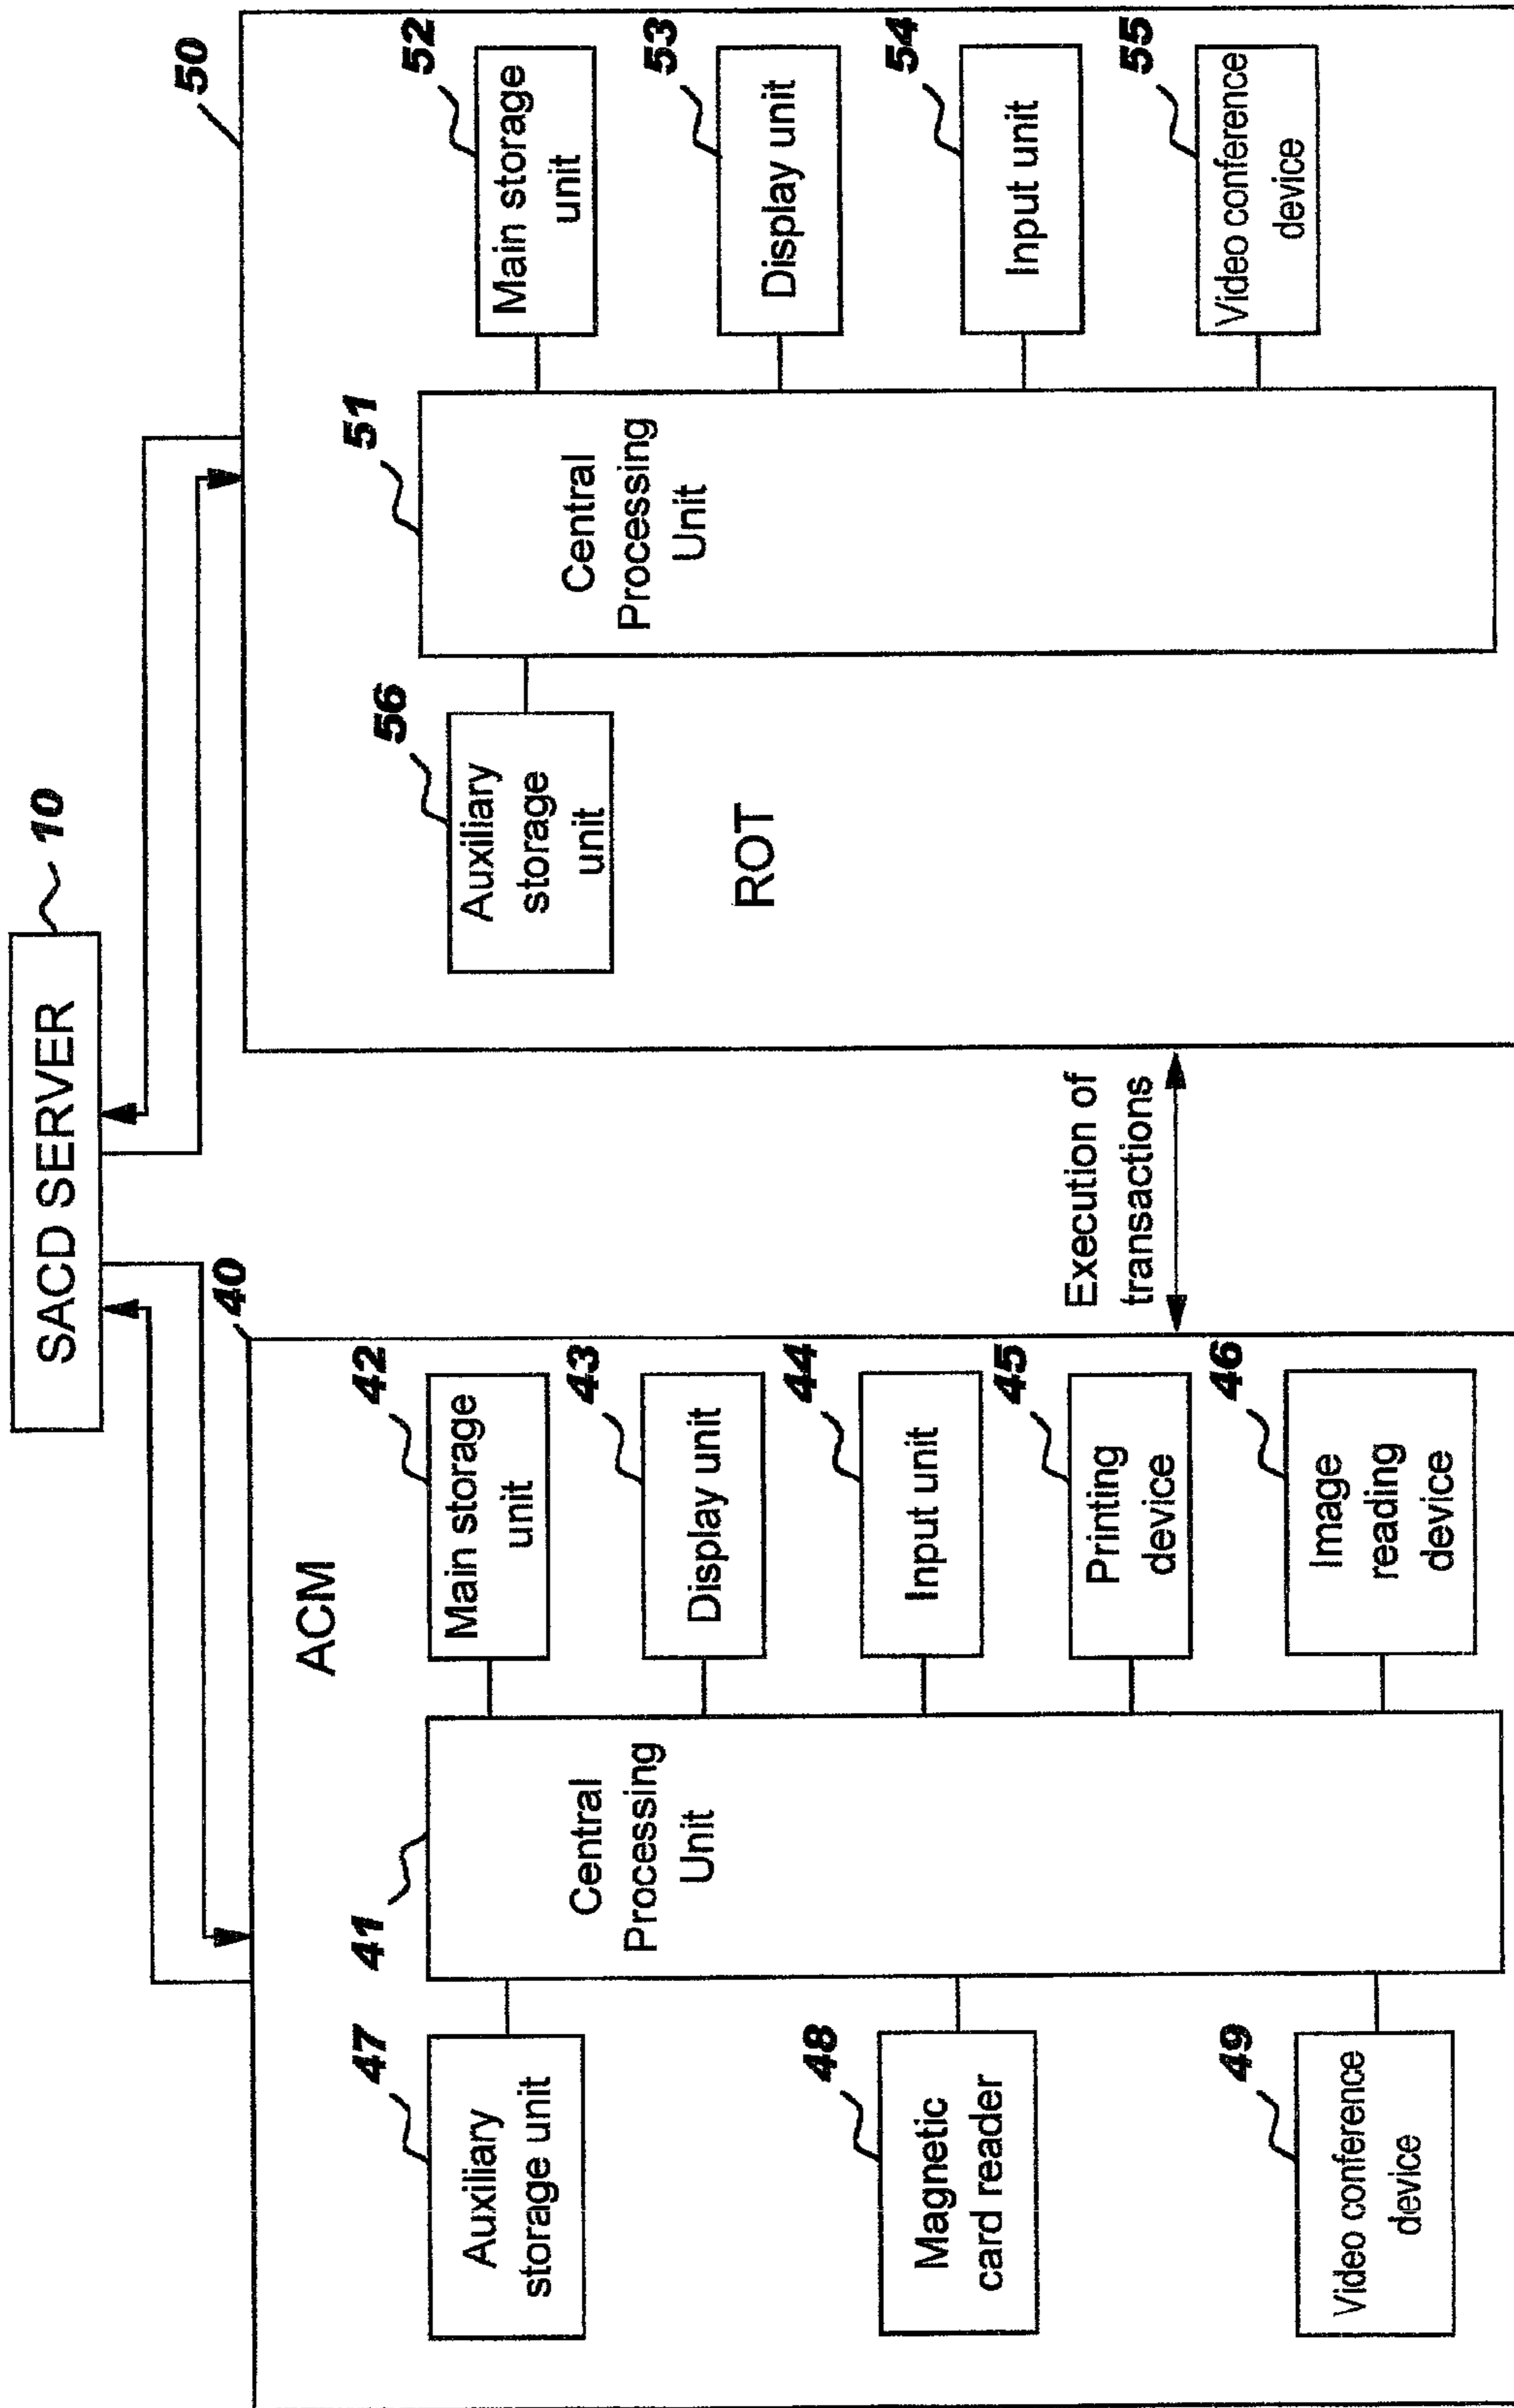 SACD SERVER
10
40
ACM
41
Central
Processing
Unit
42
Main storage
unit
43
Display unit
44
Input unit
45
Printing
device
46
Image
reading
device
47
Auxiliary
storage unit
48
Magnetic
card reader
49
Video conference
device
Execution of
transactions
50
ROT
51
Central
Processing
Unit
52
Main storage
unit
53
Display unit
54
Input unit
55
Video conference
device
56
Auxiliary
storage
unit